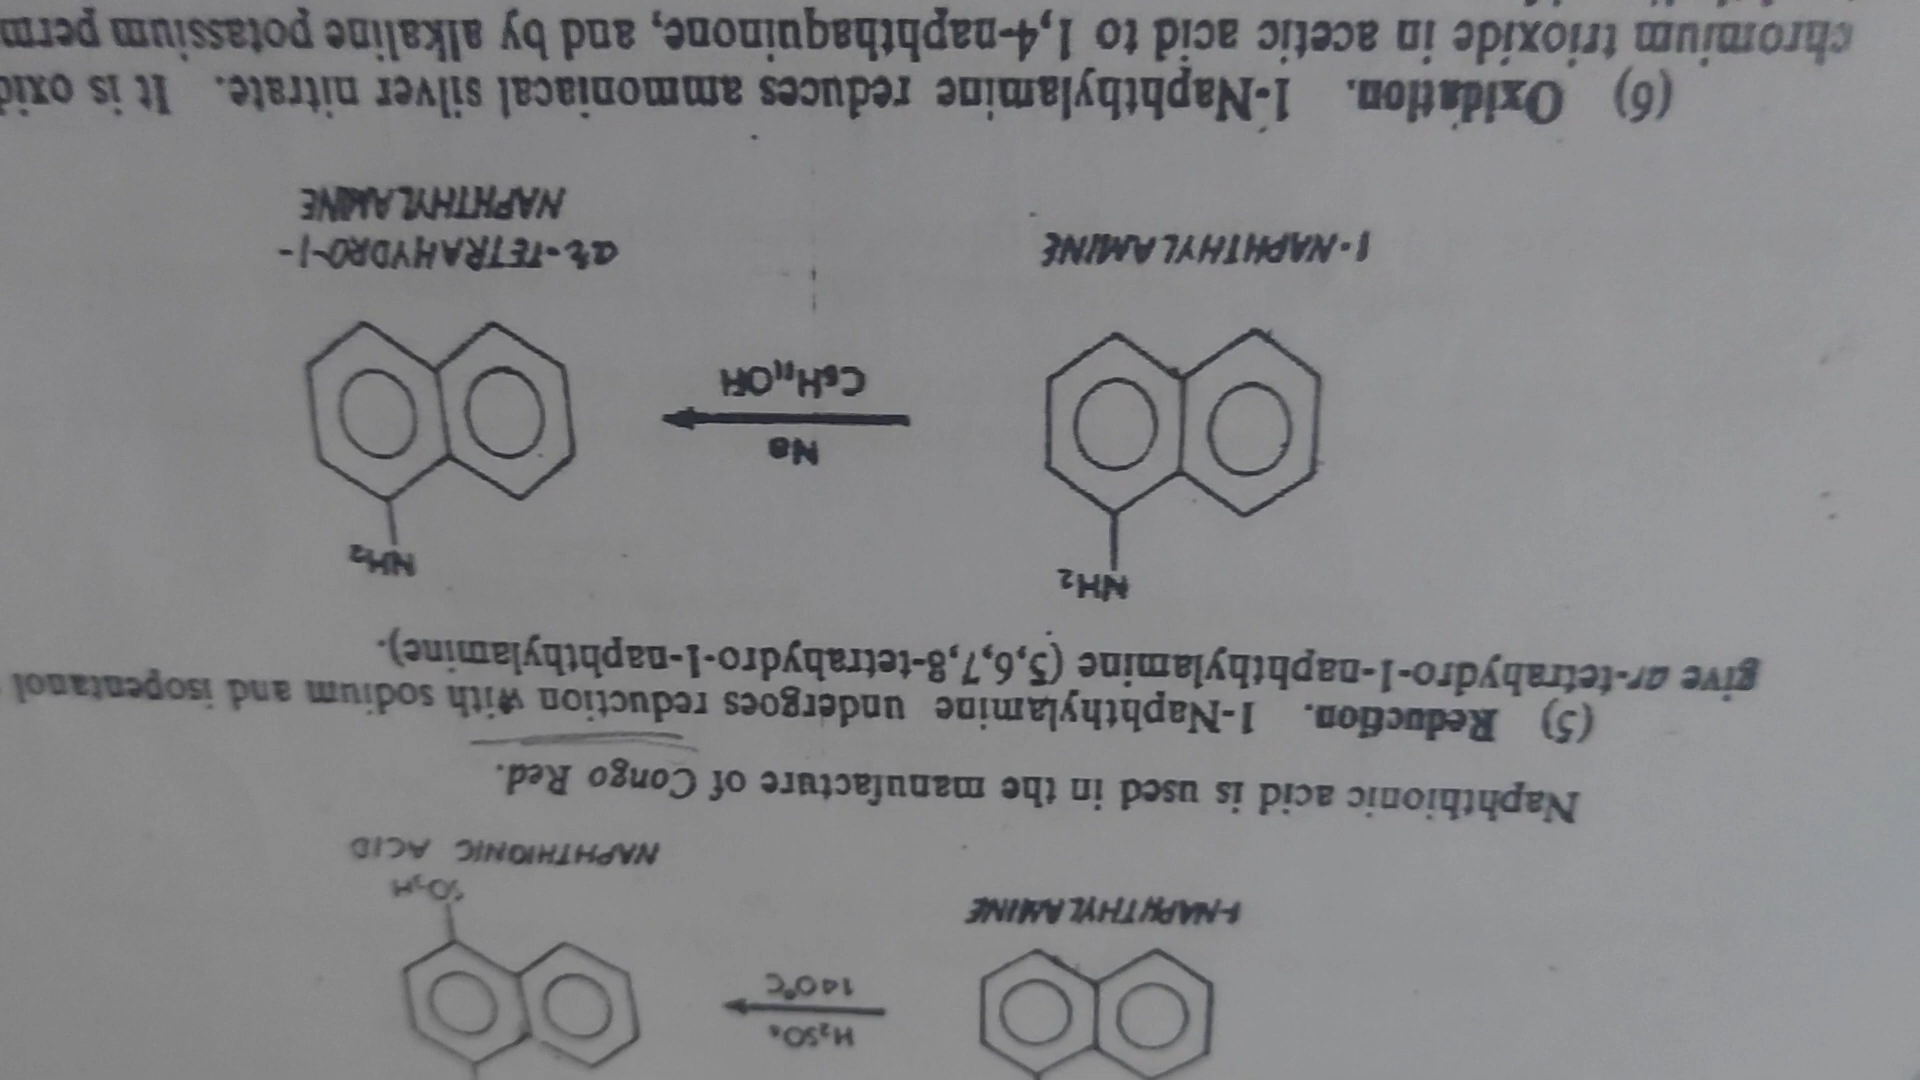 H₂SO₄
140°C
1-NAPHTHYLAMINE
SO₃H
NAPHTHIONIC ACID
Naphthionic acid is used in the manufacture of Congo Red.
(5) Reduction. 1-Naphthylamine undergoes reduction with sodium and isopentanol
give ar-tetrahydro-1-naphthylamine (5,6,7,8-tetrahydro-1-naphthylamine).
NH₂
NH₂
Na
C₅H₁₁OH
1-NAPHTHYLAMINE
ar-TETRAHYDRO-1-
NAPHTHYLAMINE
(6) Oxidation. 1-Naphthylamine reduces ammoniacal silver nitrate. It is oxid
chromium trioxide in acetic acid to 1,4-naphthaquinone, and by alkaline potassium perm